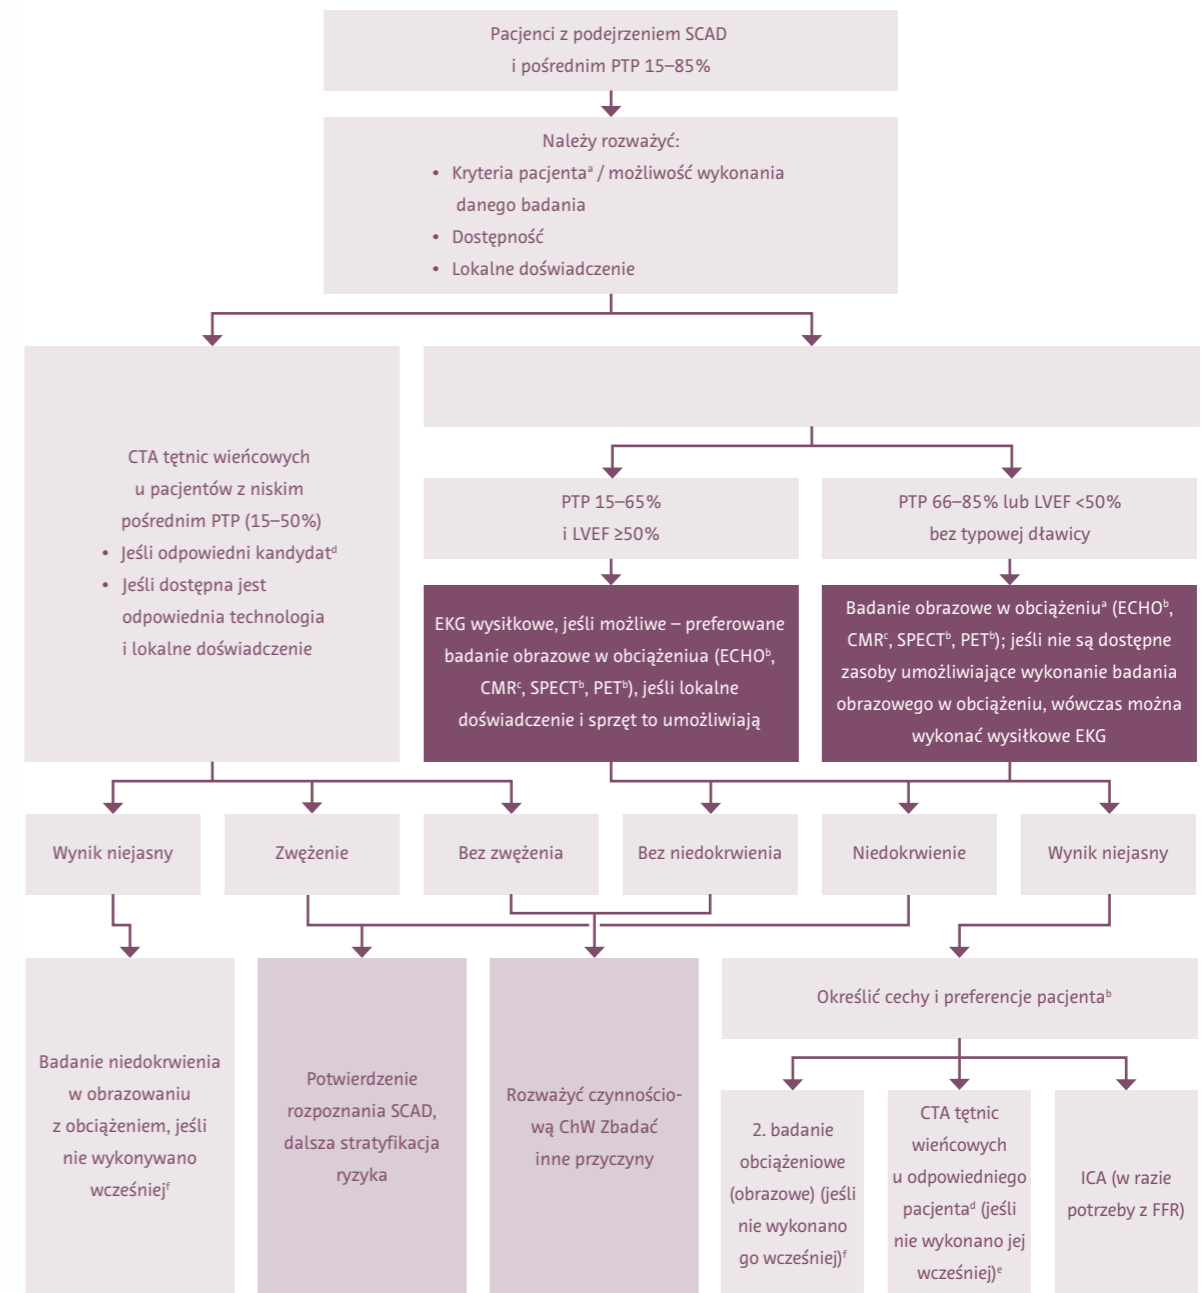 Pacjenci z podejrzeniem SCAD
i pośrednim PTP 15–85%
Należy rozważyć:
• Kryteria pacjentaᵃ / możliwość wykonania
danego badania
• Dostępność
• Lokalne doświadczenie
CTA tętnic wieńcowych
u pacjentów z niskim
pośrednim PTP (15–50%)
• Jeśli odpowiedni kandydatᵈ
• Jeśli dostępna jest
odpowiednia technologia
i lokalne doświadczenie
PTP 15–65%
i LVEF ≥50%
PTP 66–85% lub LVEF <50%
bez typowej dławicy
EKG wysiłkowe, jeśli możliwe – preferowane
badanie obrazowe w obciążeniua (ECHOᵇ,
CMRᶜ, SPECTᵇ, PETᵇ), jeśli lokalne
doświadczenie i sprzęt to umożliwiają
Badanie obrazowe w obciążeniuᵃ (ECHOᵇ,
CMRᶜ, SPECTᵇ, PETᵇ); jeśli nie są dostępne
zasoby umożliwiające wykonanie badania
obrazowego w obciążeniu, wówczas można
wykonać wysiłkowe EKG
Wynik niejasny
Zwężenie
Bez zwężenia
Bez niedokrwienia
Niedokrwienie
Wynik niejasny
Badanie niedokrwienia
w obrazowaniu
z obciążeniem, jeśli
nie wykonywano
wcześniejᶠ
Potwierdzenie
rozpoznania SCAD,
dalsza stratyfikacja
ryzyka
Rozważyć czynnościo-
wą ChW Zbadać
inne przyczyny
Określić cechy i preferencje pacjentaᵇ
2. badanie
obciążeniowe
(obrazowe) (jeśli
nie wykonano
go wcześniej)ᶠ
CTA tętnic
wieńcowych
u odpowiedniego
pacjentaᵈ (jeśli
nie wykonano jej
wcześniej)ᵉ
ICA (w razie
potrzeby z FFR)